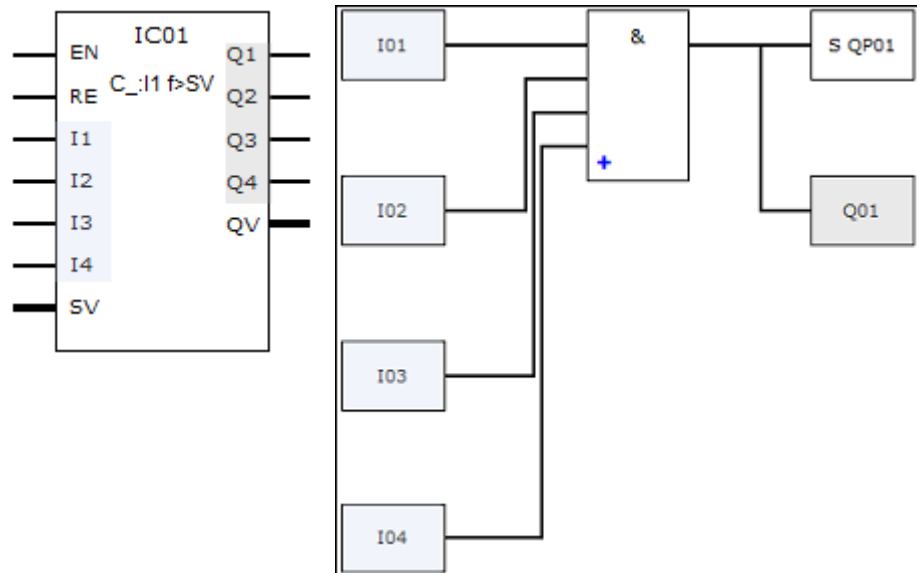 IC01
C_:I1 f>SV
EN
RE
I1
I2
I3
I4
SV
Q1
Q2
Q3
Q4
QV
I01
I02
I03
I04
&
+
S QP01
Q01